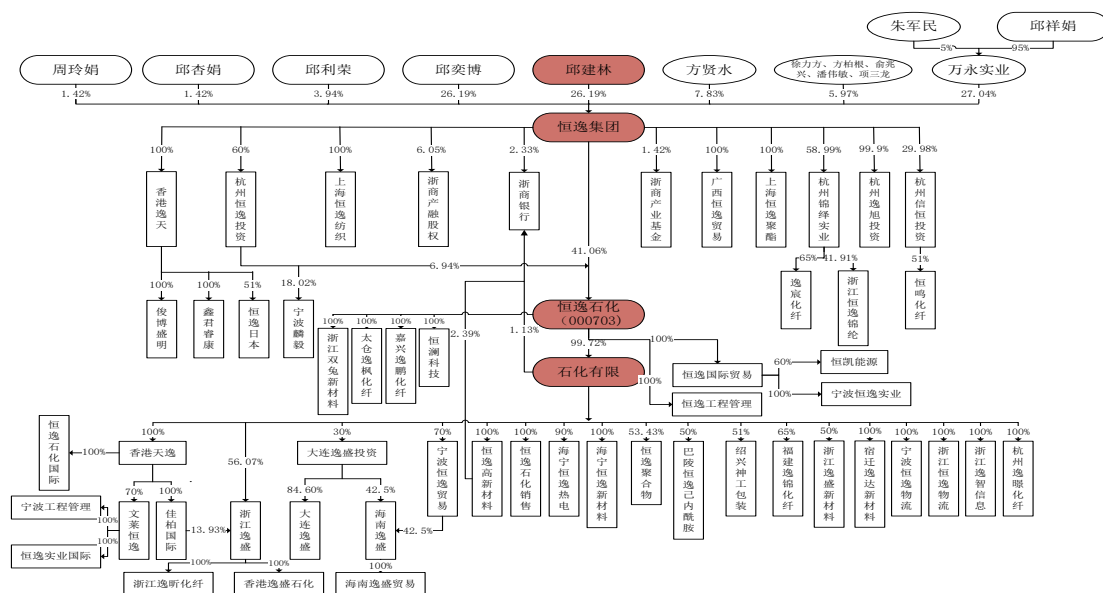 朱军民
邱祥娟
5%
95%
周玲娟
邱杏娟
邱利荣
邱奕博
邱建林
方贤水
徐力方、方柏根、俞兆
兴、潘伟敏、项三龙
万永实业
1.42%
1.42%
3.94%
26.19%
26.19%
7.83%
5.97%
27.04%
恒逸集团
100%
60%
100%
6.05%
2.33%
1.42%
100%
100%
58.99%
99.9%
29.98%
香港逸天
杭州恒逸投资
上海恒逸纺织
浙商产融股权
浙商银行
浙商产业基金
广西恒逸贸易
上海恒逸聚酯
杭州锦绎实业
杭州逸旭投资
杭州信恒投资
41.06%
6.94%
65%
41.91%
51%
100%
100%
51%
18.02%
逸宸化纤
浙江恒逸锦纶
恒鸣化纤
俊博盛明
鑫君睿康
恒逸日本
宁波麟毅
恒逸石化
(000703)
100%
100%
100%
100%
2.39%
1.13%
99.72%
100%
浙江双兔新材料
太仓逸枫化纤
嘉兴逸鹏化纤
恒澜科技
石化有限
100%
恒逸国际贸易
60%
恒凯能源
100%
宁波恒逸实业
恒逸工程管理
恒逸石化国际
100%
100%
56.07%
30%
70%
100%
100%
90%
100%
53.43%
50%
51%
65%
50%
100%
100%
100%
100%
100%
香港天逸
大连逸盛投资
宁波恒逸贸易
恒逸高新材料
恒逸石化销售
海宁恒逸热电
海宁恒逸新材料
恒逸聚合物
巴陵恒逸己内酰胺
绍兴神工包装
福建逸锦化纤
浙江逸盛新材料
宿迁逸达新材料
宁波恒逸物流
浙江恒逸物流
浙江逸智信息
杭州逸暻化纤
70%
100%
84.60%
42.5%
宁波工程管理
100%
文莱恒逸
佳柏国际
13.93%
浙江逸盛
大连逸盛
海南逸盛
42.5%
恒逸实业国际
100%
100%
100%
100%
浙江逸昕化纤
香港逸盛石化
海南逸盛贸易